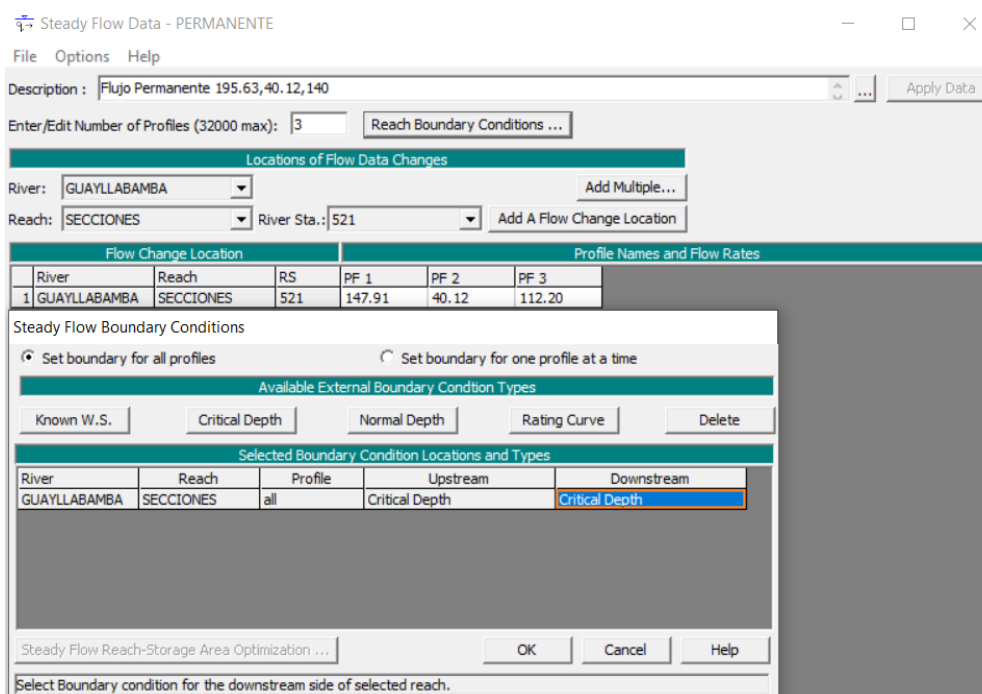 Steady Flow Data - PERMANENTE
File Options Help
Description : Flujo Permanente 195.63,40.12,140 ... Apply Data
Enter/Edit Number of Profiles (32000 max): 3 Reach Boundary Conditions ...
Locations of Flow Data Changes
River: GUAYLLABAMBA Add Multiple...
Reach: SECCIONES River Sta.: 521 Add A Flow Change Location
Flow Change Location Profile Names and Flow Rates
River Reach RS PF 1 PF 2 PF 3
1 GUAYLLABAMBA SECCIONES 521 147.91 40.12 112.20
Steady Flow Boundary Conditions
Set boundary for all profiles Set boundary for one profile at a time
Available External Boundary Condtion Types
Known W.S. Critical Depth Normal Depth Rating Curve Delete
Selected Boundary Condition Locations and Types
River Reach Profile Upstream Downstream
GUAYLLABAMBA SECCIONES all Critical Depth Critical Depth
Steady Flow Reach-Storage Area Optimization ... OK Cancel Help
Select Boundary condition for the downstream side of selected reach.